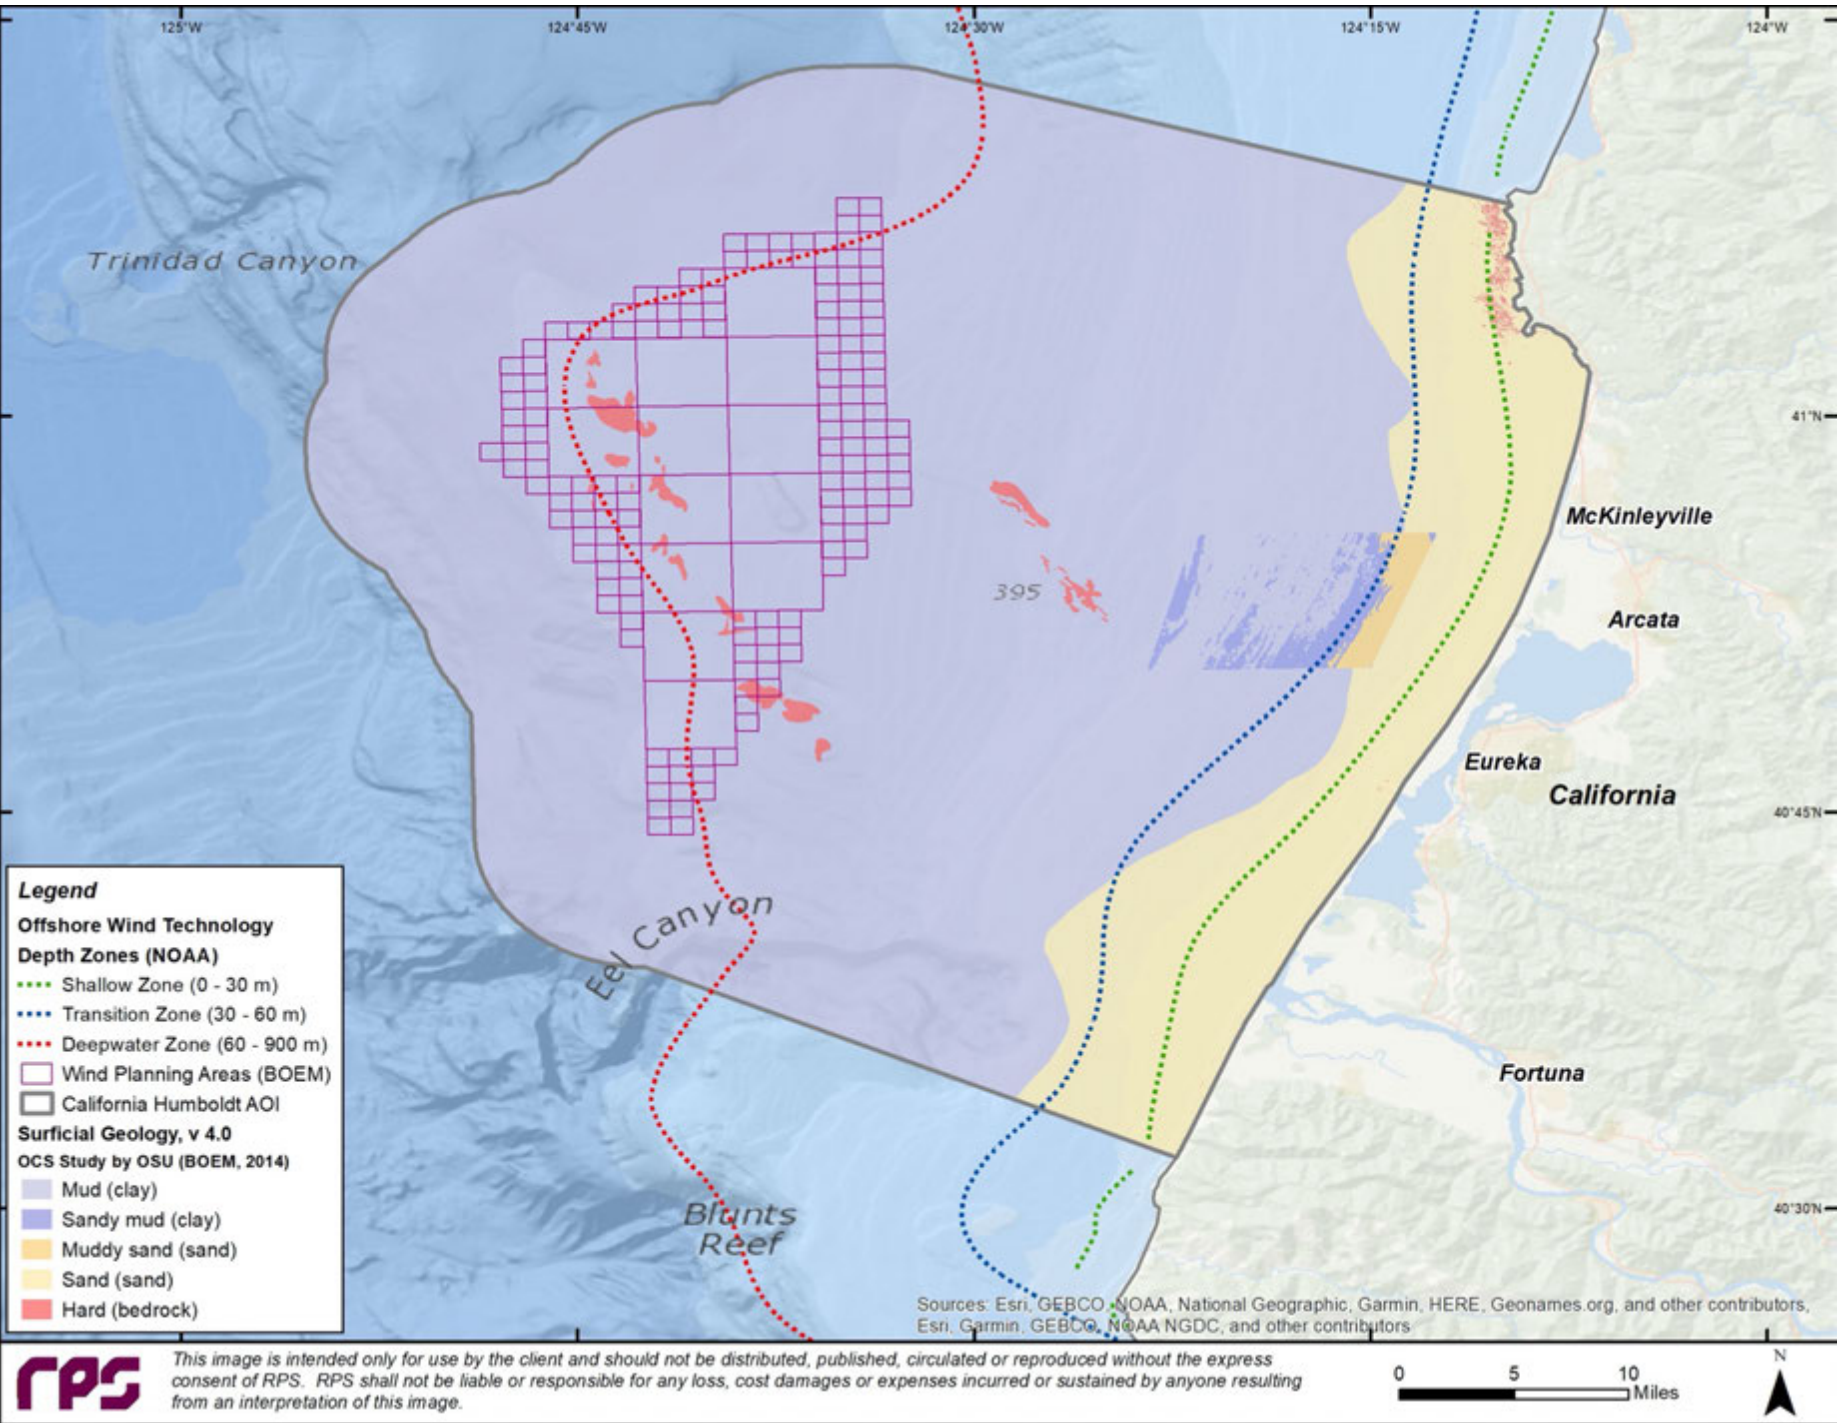 125°W 124°45'W 124°30'W 124°15'W 124°W
Trinidad Canyon
41°N
McKinleyville
395
Arcata
Eureka
California
40°45'N
Eel Canyon
Fortuna
40°30'N
Blunts
Reef
Legend
Offshore Wind Technology
Depth Zones (NOAA)
Shallow Zone (0 - 30 m)
Transition Zone (30 - 60 m)
Deepwater Zone (60 - 900 m)
Wind Planning Areas (BOEM)
California Humboldt AOI
Surficial Geology, v 4.0
OCS Study by OSU (BOEM, 2014)
Mud (clay)
Sandy mud (clay)
Muddy sand (sand)
Sand (sand)
Hard (bedrock)
Sources: Esri, GEBCO, NOAA, National Geographic, Garmin, HERE, Geonames.org, and other contributors,
Esri, Garmin, GEBCO, NOAA NGDC, and other contributors
rps
This image is intended only for use by the client and should not be distributed, published, circulated or reproduced without the express
consent of RPS. RPS shall not be liable or responsible for any loss, cost damages or expenses incurred or sustained by anyone resulting
from an interpretation of this image.
0 5 10
Miles
N